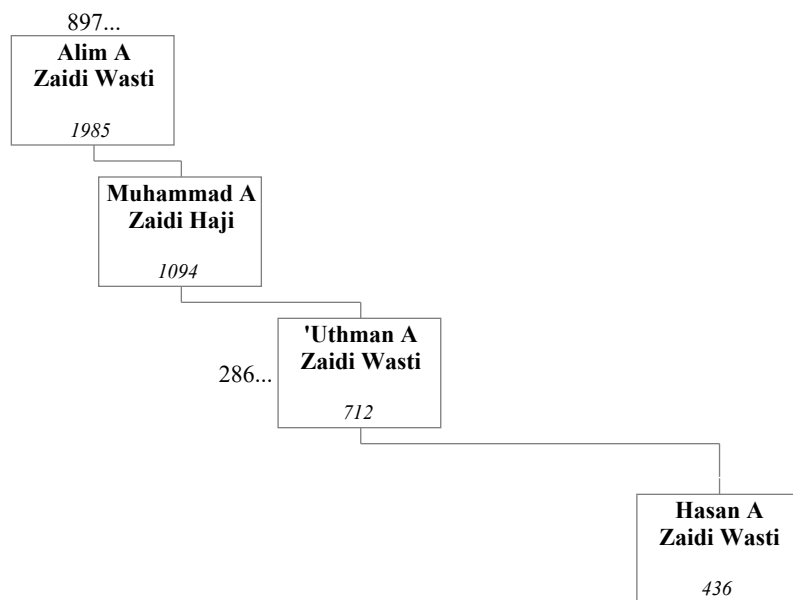 897...
Alim A
Zaidi Wasti
1985
Muhammad A
Zaidi Haji
1094
'Uthman A
Zaidi Wasti
286...
712
Hasan A
Zaidi Wasti
436